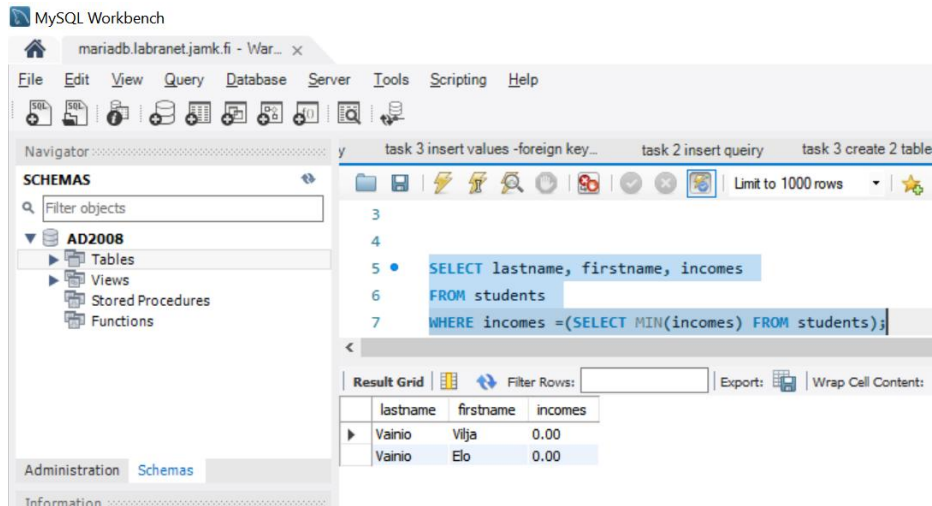 MySQL Workbench
mariadb.labranet.jamk.fi - War... ×
File Edit View Query Database Server Tools Scripting Help
SQL SQL
Navigator y task 3 insert values -foreign key... task 2 insert queiry task 3 create 2 table
SCHEMAS Limit to 1000 rows
Filter objects
3
AD2008 4
Tables
5 SELECT lastname, firstname, incomes
Views
6 FROM students
Stored Procedures
Functions
7 WHERE incomes =(SELECT MIN(incomes) FROM students);
Result Grid Filter Rows: Export: Wrap Cell Content:
lastname firstname incomes
Vainio Vilja 0.00
Vainio Elo 0.00
Administration Schemas
Information